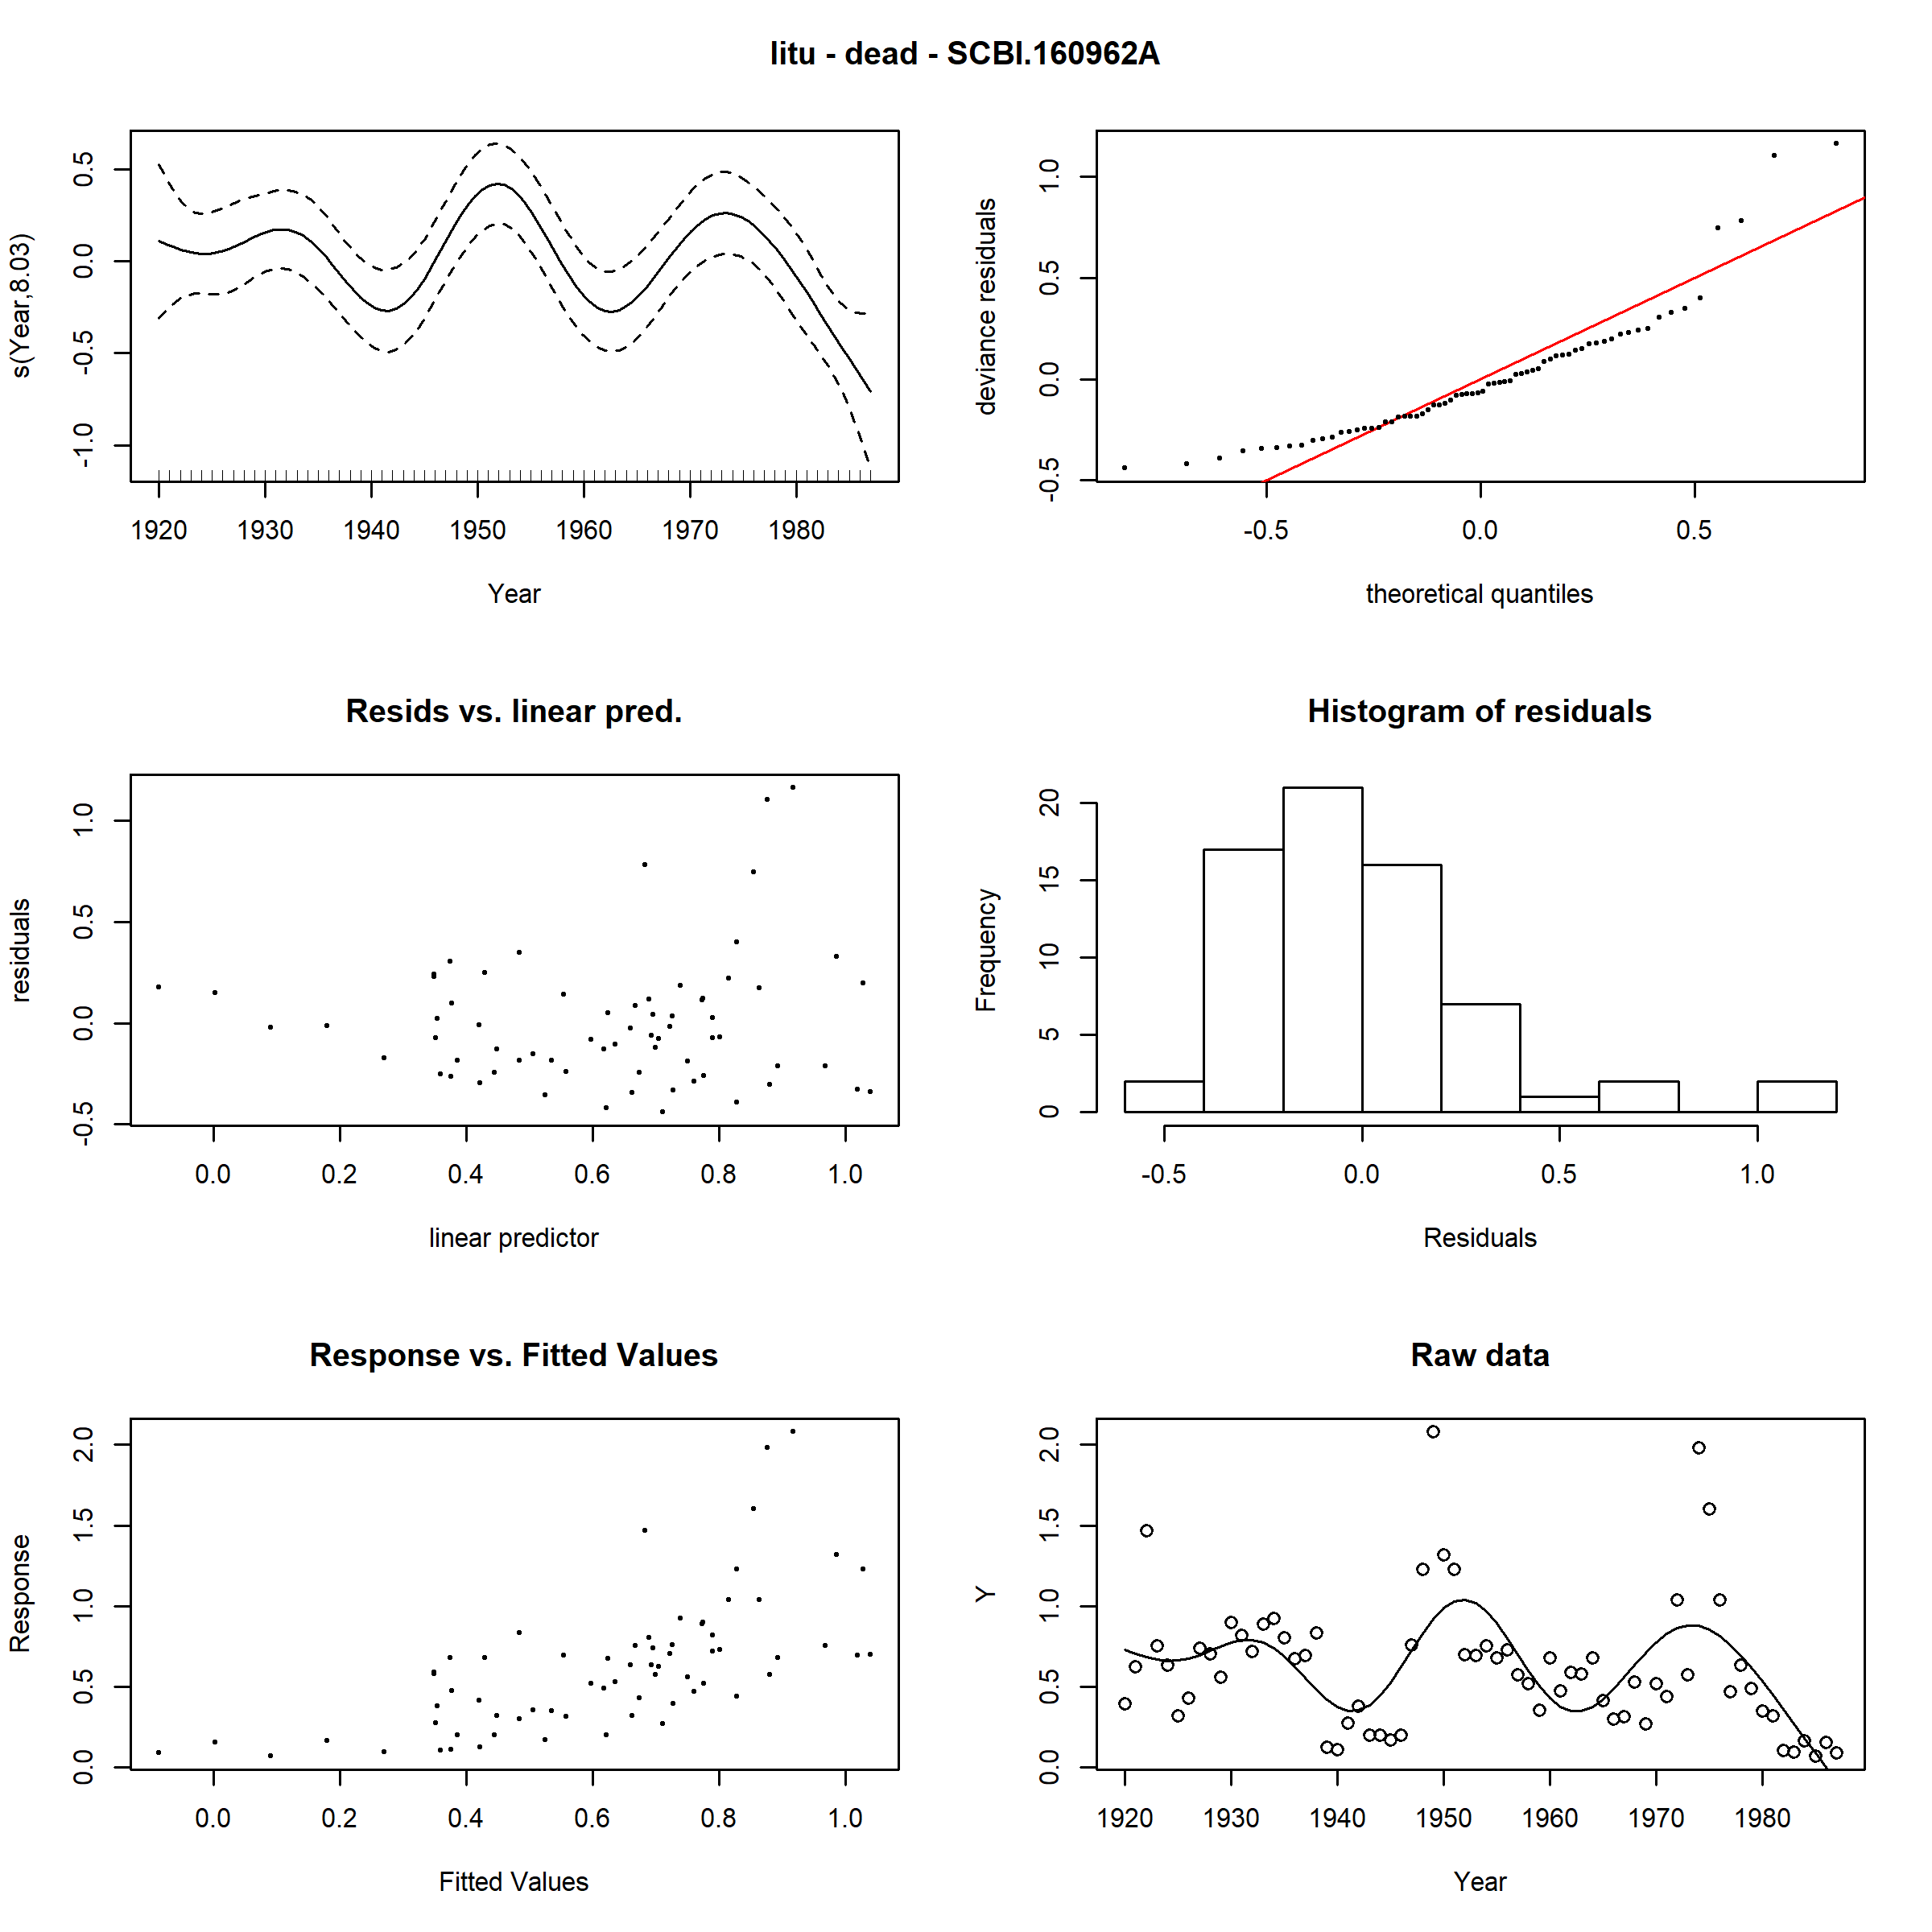 litu - dead - SCBI.160962A
s(Year,8.03)
0.5
0.0
-0.5
-1.0
1920 1930 1940 1950 1960 1970 1980
Year
deviance residuals
1.0
0.5
0.0
-0.5
-0.5 0.0 0.5
theoretical quantiles
Resids vs. linear pred.
residuals
1.0
0.5
0.0
-0.5
0.0 0.2 0.4 0.6 0.8 1.0
linear predictor
Histogram of residuals
Frequency
20
15
10
5
0
-0.5 0.0 0.5 1.0
Residuals
Response vs. Fitted Values
Response
2.0
1.5
1.0
0.5
0.0
0.0 0.2 0.4 0.6 0.8 1.0
Fitted Values
Raw data
Y
2.0
1.5
1.0
0.5
0.0
1920 1930 1940 1950 1960 1970 1980
Year